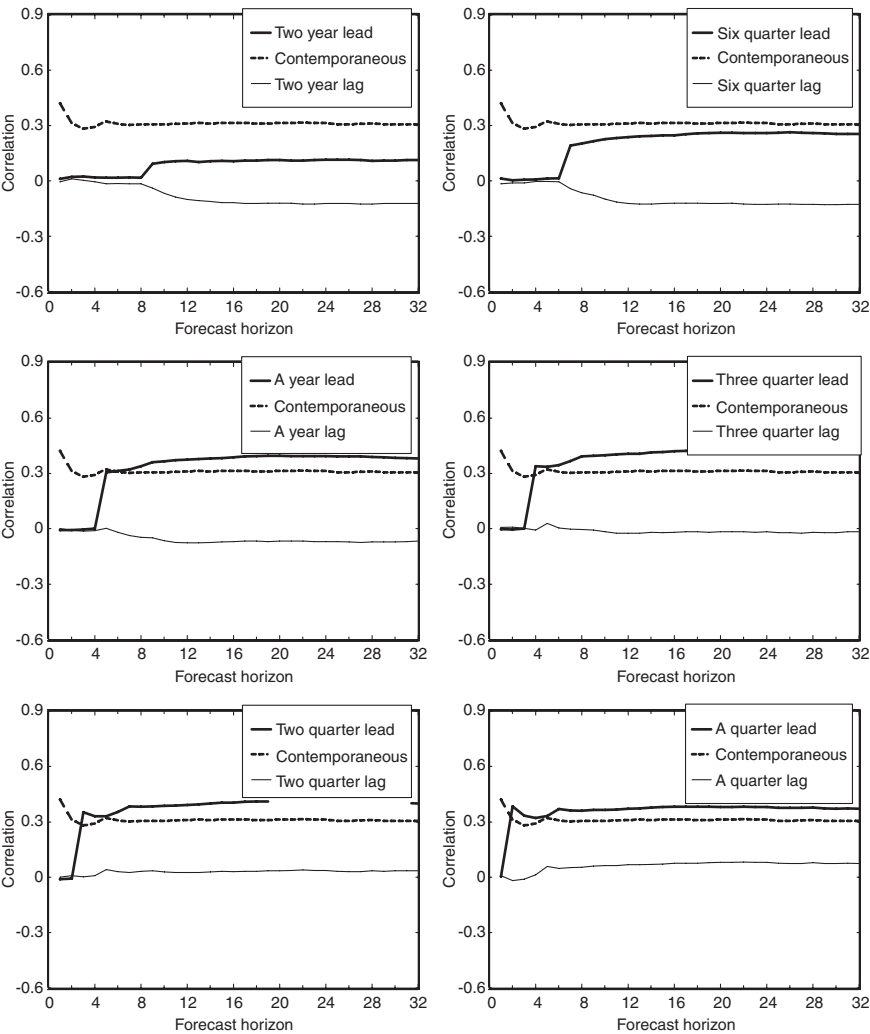 Two year lead
Contemporaneous
Two year lag
0.9
0.6
0.3
0
-0.3
-0.6
Correlation
0 4 8 12 16 20 24 28 32
Forecast horizon
Six quarter lead
Contemporaneous
Six quarter lag
0.9
0.6
0.3
0
-0.3
-0.6
Correlation
0 4 8 12 16 20 24 28 32
Forecast horizon
A year lead
Contemporaneous
A year lag
0.9
0.6
0.3
0
-0.3
-0.6
Correlation
0 4 8 12 16 20 24 28 32
Forecast horizon
Three quarter lead
Contemporaneous
Three quarter lag
0.9
0.6
0.3
0
-0.3
-0.6
Correlation
0 4 8 12 16 20 24 28 32
Forecast horizon
Two quarter lead
Contemporaneous
Two quarter lag
0.9
0.6
0.3
0
-0.3
-0.6
Correlation
0 4 8 12 16 20 24 28 32
Forecast horizon
A quarter lead
Contemporaneous
A quarter lag
0.9
0.6
0.3
0
-0.3
-0.6
Correlation
0 4 8 12 16 20 24 28 32
Forecast horizon